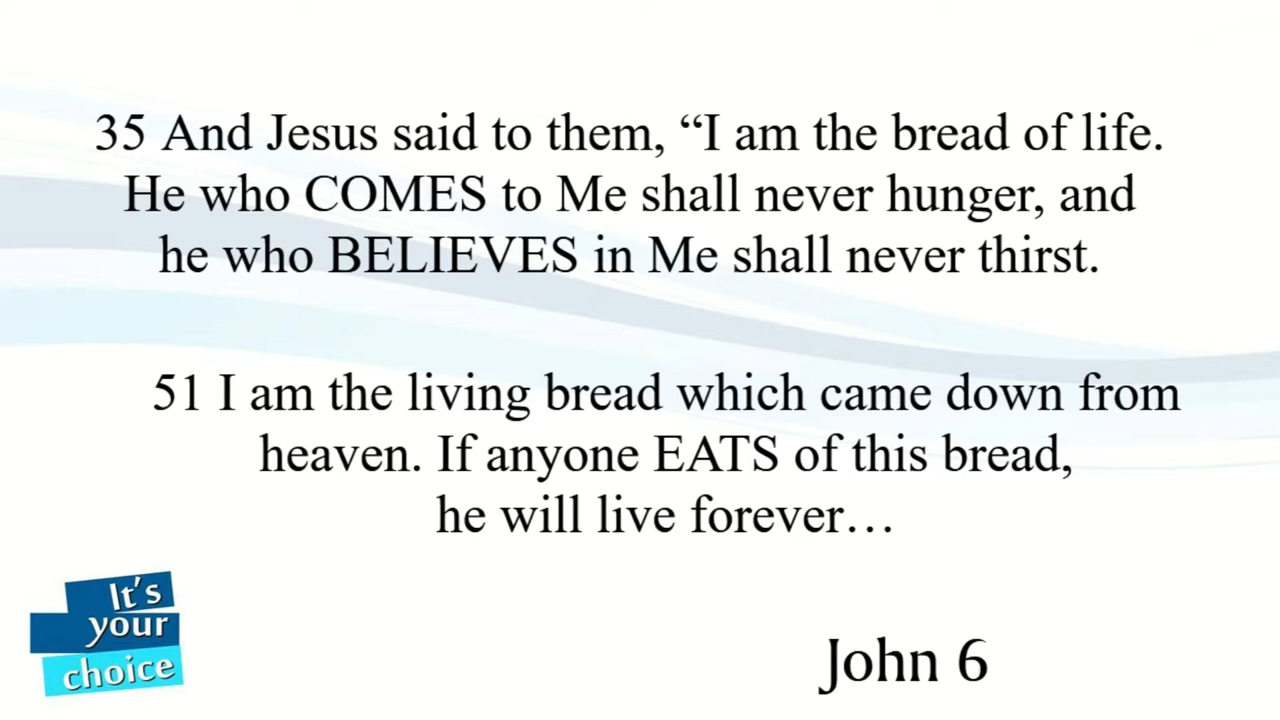 35 And Jesus said to them, “I am the bread of life.
He who COMES to Me shall never hunger, and
he who BELIEVES in Me shall never thirst.
51 I am the living bread which came down from
heaven. If anyone EATS of this bread,
he will live forever…
It's
your
choice
John 6